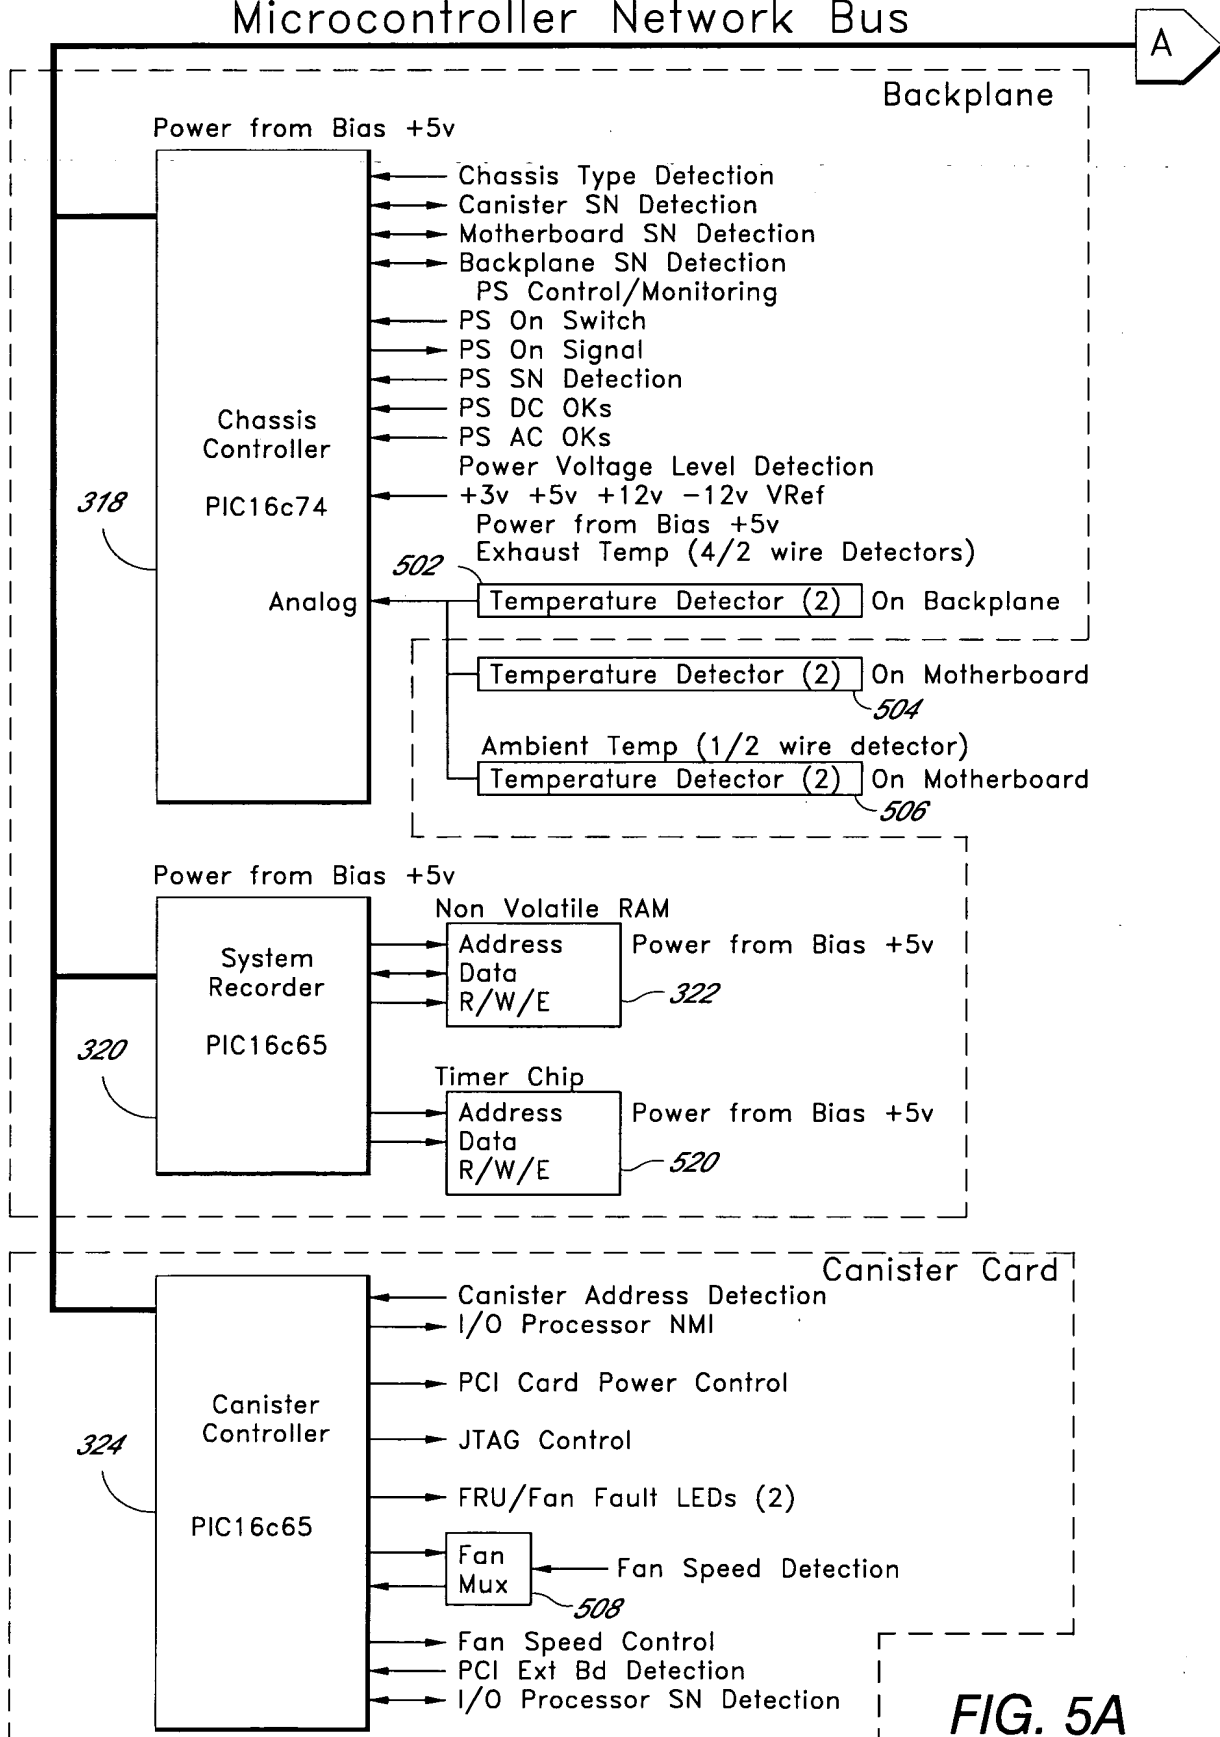 Microcontroller Network Bus
A
Backplane
Power from Bias +5v
Chassis Type Detection
Canister SN Detection
Motherboard SN Detection
Backplane SN Detection
PS Control/Monitoring
PS On Switch
PS On Signal
PS SN Detection
PS DC OKs
PS AC OKs
Chassis
Controller
PIC16c74
318
Power Voltage Level Detection
+3v +5v +12v -12v VRef
Power from Bias +5v
Exhaust Temp (4/2 wire Detectors)
502
Analog
Temperature Detector (2) On Backplane
Temperature Detector (2) On Motherboard
504
Ambient Temp (1/2 wire detector)
Temperature Detector (2) On Motherboard
506
Power from Bias +5v
System
Recorder
PIC16c65
320
Non Volatile RAM
Address
Data
R/W/E
Power from Bias +5v
322
Timer Chip
Address
Data
R/W/E
Power from Bias +5v
520
Canister Card
Canister Address Detection
I/O Processor NMI
PCI Card Power Control
JTAG Control
FRU/Fan Fault LEDs (2)
Canister
Controller
PIC16c65
324
Fan
Mux
Fan Speed Detection
508
Fan Speed Control
PCI Ext Bd Detection
I/O Processor SN Detection
FIG. 5A